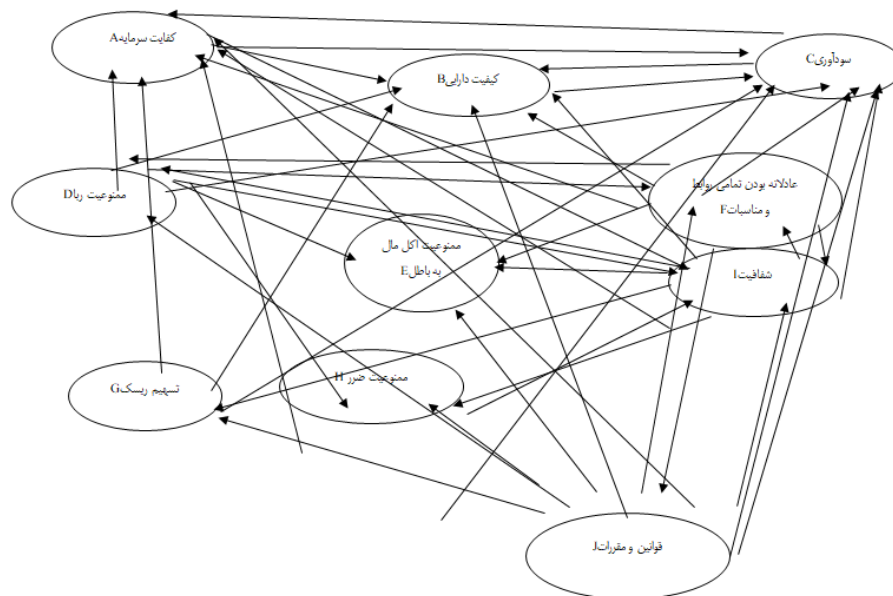 کفایت سرمایهA
کیفیت داراییB
سودآوریC
ممنوعیت رباD
عادلانه بودن تمامی روابط
و مناسباتF
ممنوعیت اکل مال
به باطلE
شفافیتI
تسهیم ریسکG
ممنوعیت ضرر H
قوانین و مقرراتJ